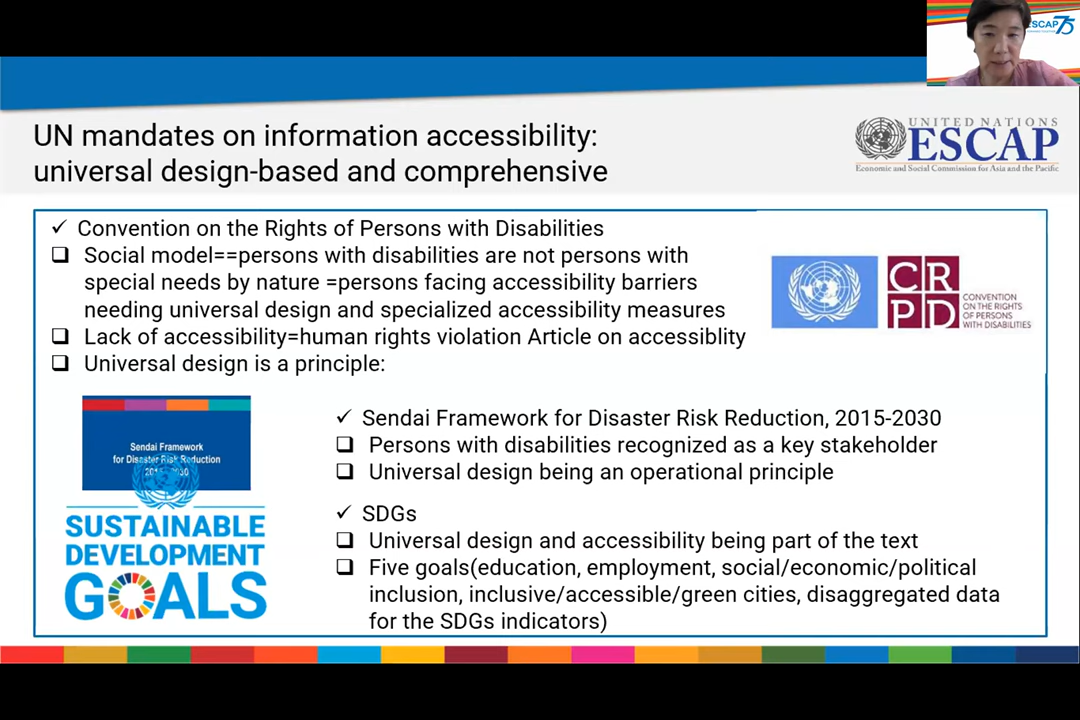 ESCAP 75
UN mandates on information accessibility:
universal design-based and comprehensive
UNITED NATIONS
ESCAP
Economic and Social Commission for Asia and the Pacific
✓ Convention on the Rights of Persons with Disabilities
❑ Social model==persons with disabilities are not persons with
special needs by nature =persons facing accessibility barriers
needing universal design and specialized accessibility measures
❑ Lack of accessibility=human rights violation Article on accessiblity
❑ Universal design is a principle:
CR
PD
CONVENTION
ON THE RIGHTS
OF PERSONS
WITH DISABILITIES
Sendai Framework
for Disaster Risk Reduction
2015-2030
SUSTAINABLE
DEVELOPMENT
GOALS
✓ Sendai Framework for Disaster Risk Reduction, 2015-2030
❑ Persons with disabilities recognized as a key stakeholder
❑ Universal design being an operational principle
✓ SDGs
❑ Universal design and accessibility being part of the text
❑ Five goals(education, employment, social/economic/political
inclusion, inclusive/accessible/green cities, disaggregated data
for the SDGs indicators)